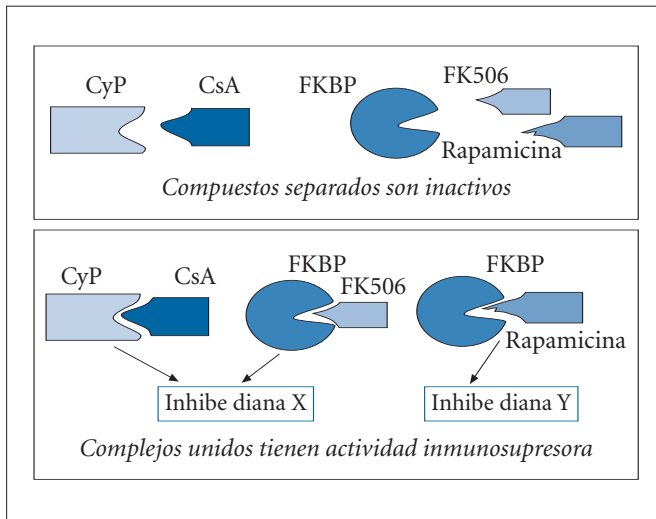 CyP
CsA
FKBP
FK506
Rapamicina
Compuestos separados son inactivos
CyP
CsA
FKBP
FK506
FKBP
Rapamicina
Inhibe diana X
Inhibe diana Y
Complejos unidos tienen actividad inmunosupresora